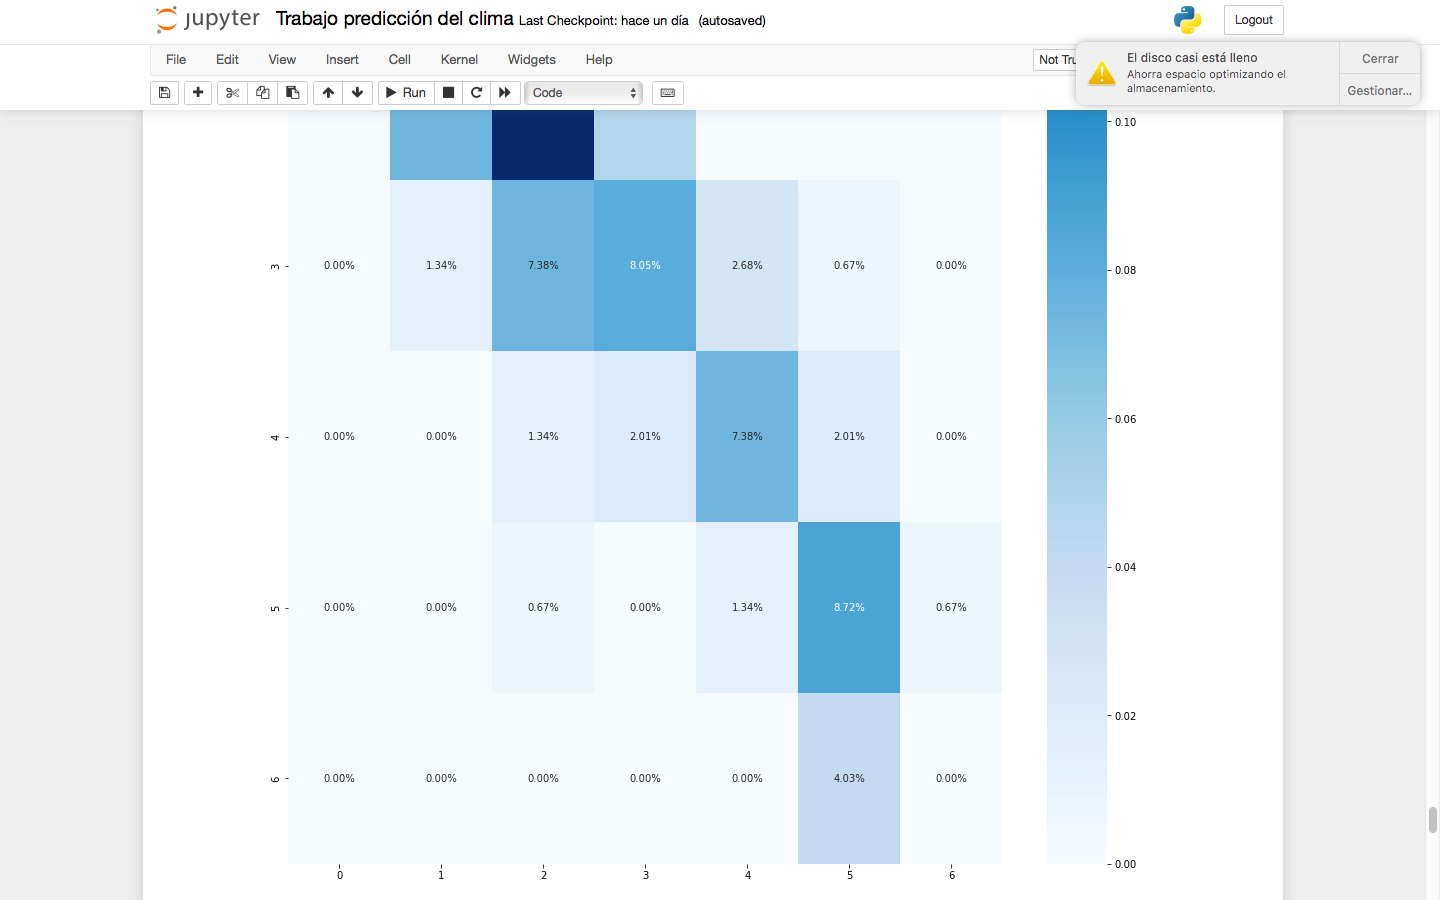 jupyter Trabajo predicción del clima Last Checkpoint: hace un día (autosaved)
Logout
File Edit View Insert Cell Kernel Widgets Help
Not Tru
El disco casi está lleno
Ahorra espacio optimizando el
almacenamiento.
Cerrar
Gestionar...
Run
Code
0.10
3 0.00% 1.34% 7.38% 8.05% 2.68% 0.67% 0.00%
0.08
4 0.00% 0.00% 1.34% 2.01% 7.38% 2.01% 0.00%
0.06
0.04
5 0.00% 0.00% 0.67% 0.00% 1.34% 8.72% 0.67%
0.02
6 0.00% 0.00% 0.00% 0.00% 0.00% 4.03% 0.00%
0.00
0 1 2 3 4 5 6